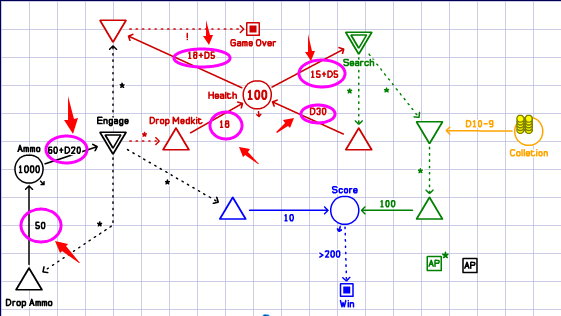 !
Game Over
18+D5
15+D5
Search
*
*
*
Health
100
D30
Drop Medkit
18
*
Engage
Ammo
60+D20
1000
D10-9
Colletion
*
*
Score
10
100
50
*
>200
AP*
AP
Drop Ammo
Win